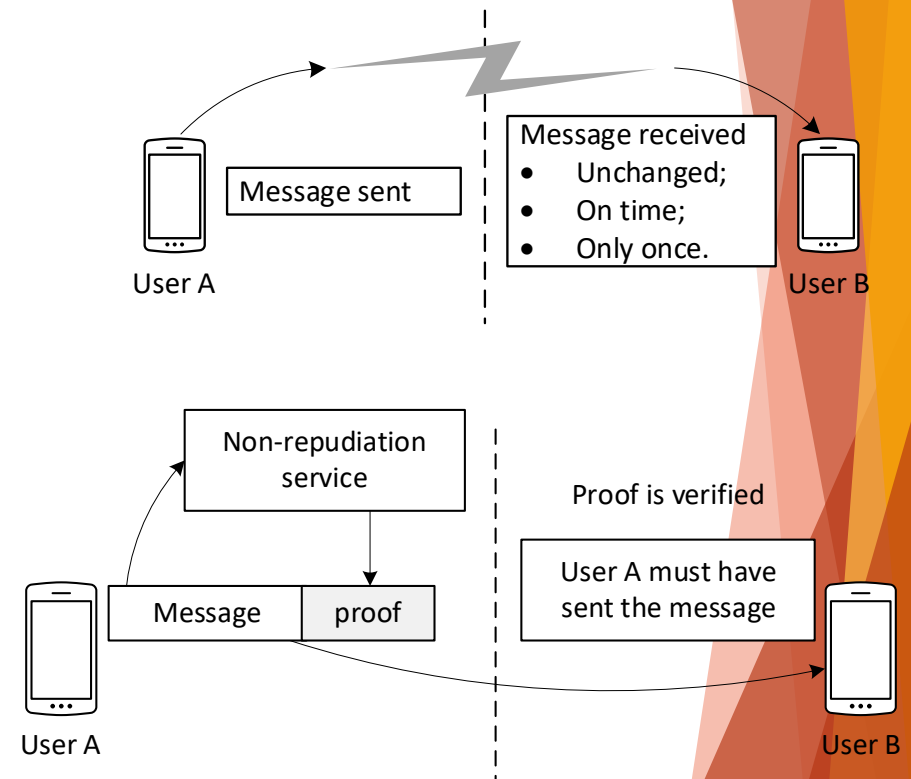 Message sent
Message received
• Unchanged;
• On time;
• Only once.
User A
User B
Non-repudiation
service
Proof is verified
User A must have
sent the message
Message
proof
User A
User B